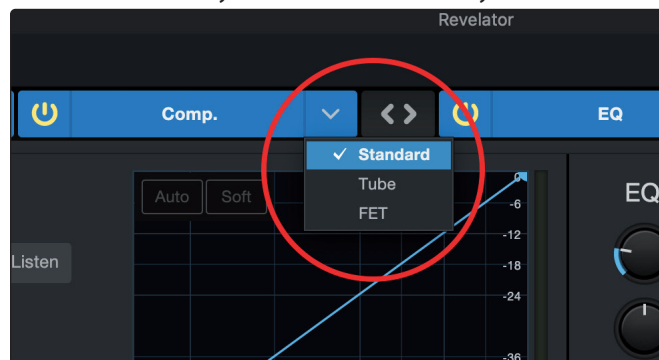 Revelator
Comp.
EQ
✓ Standard
Tube
FET
Auto
Soft
0
-6
-12
-18
-24
-36
Listen
EQ